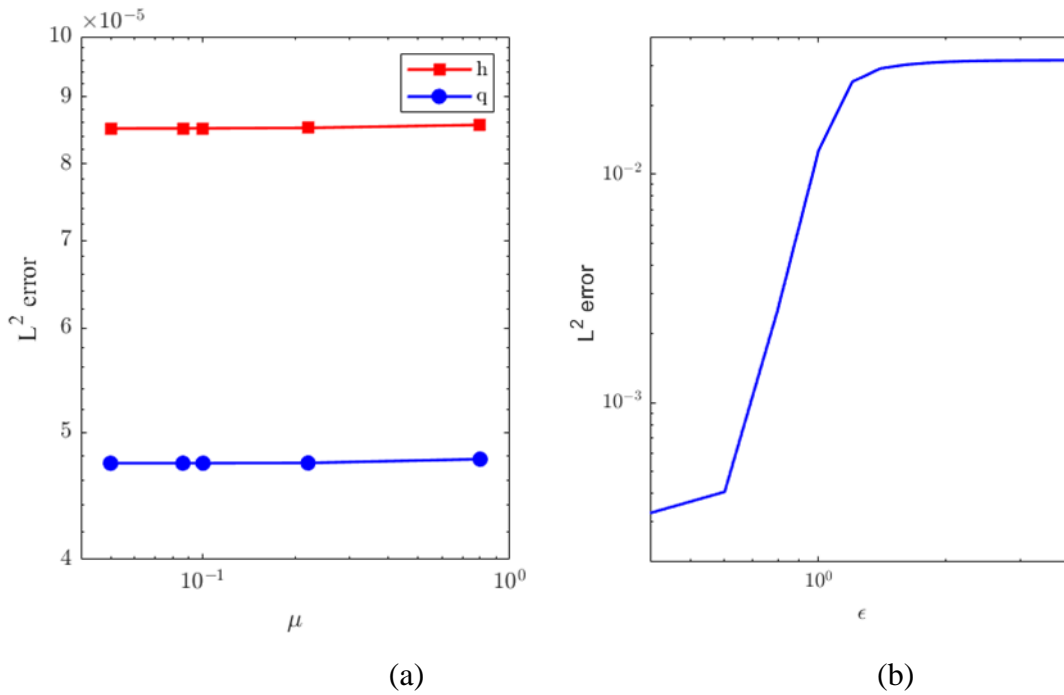 ×10⁻⁵
10
9
8
7
6
5
4
L² error
10⁻¹
10⁰
μ
h
q
(a)
10⁻²
10⁻³
L² error
10⁰
ϵ
(b)